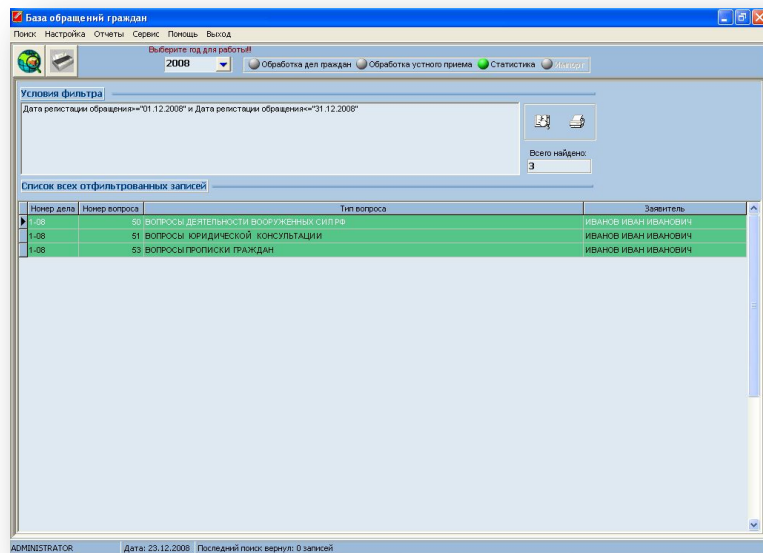 База обращений граждан
Поиск Настройка Отчеты Сервис Помощь Выход
Выберите год для работы!!!
2008 Обработка дел граждан Обработка устного приема Статистика Импорт
Условия фильтра
Дата регистации обращения>="01.12.2008" и Дата регистации обращения<="31.12.2008"
Всего найдено:
3
Список всех отфильтрованных записей
Номер дела Номер вопроса Тип вопроса Заявитель
1-08 50 ВОПРОСЫ ДЕЯТЕЛЬНОСТИ ВООРУЖЕННЫХ СИЛ РФ ИВАНОВ ИВАН ИВАНОВИЧ
1-08 51 ВОПРОСЫ ЮРИДИЧЕСКОЙ КОНСУЛЬТАЦИИ ИВАНОВ ИВАН ИВАНОВИЧ
1-08 53 ВОПРОСЫ ПРОПИСКИ ГРАЖДАН ИВАНОВ ИВАН ИВАНОВИЧ
ADMINISTRATOR Дата: 23.12.2008 Последний поиск вернул: 0 записей